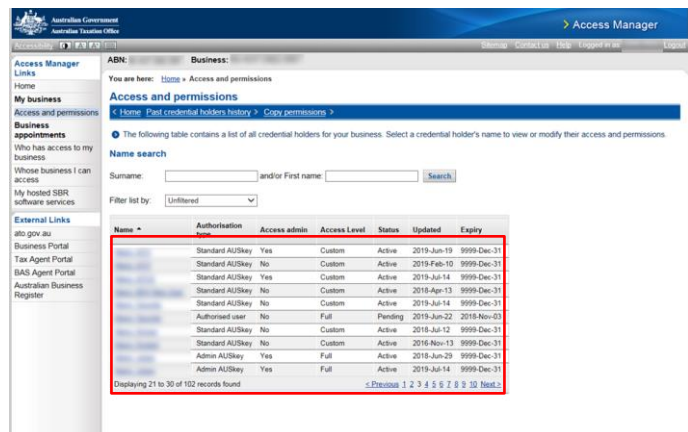 Australian Government
Australian Taxation Office
Access Manager
Accessibility
Sitemap Contact us Help Logged in as: Logout
Access Manager Links
Home
My business
Access and permissions
Business appointments
Who has access to my business
Whose business I can access
My hosted SBR software services
External Links
ato.gov.au
Business Portal
Tax Agent Portal
BAS Agent Portal
Australian Business Register
ABN: Business:
You are here: Home » Access and permissions
Access and permissions
< Home Past credential holders history > Copy permissions >
The following table contains a list of all credential holders for your business. Select a credential holder's name to view or modify their access and permissions.
Name search
Surname: and/or First name: Search
Filter list by: Unfiltered
Name Authorisation type Access admin Access Level Status Updated Expiry
Standard AUSkey Yes Custom Active 2019-Jun-19 9999-Dec-31
Standard AUSkey No Custom Active 2019-Feb-10 9999-Dec-31
Standard AUSkey Yes Custom Active 2019-Jul-14 9999-Dec-31
Standard AUSkey No Custom Active 2018-Apr-13 9999-Dec-31
Standard AUSkey No Custom Active 2019-Jul-14 9999-Dec-31
Authorised user No Full Pending 2019-Jun-22 2018-Nov-03
Standard AUSkey No Custom Active 2018-Jul-12 9999-Dec-31
Standard AUSkey No Custom Active 2016-Nov-13 9999-Dec-31
Admin AUSkey Yes Full Active 2018-Jun-29 9999-Dec-31
Admin AUSkey Yes Full Active 2019-Jul-14 9999-Dec-31
Displaying 21 to 30 of 102 records found < Previous 1 2 3 4 5 6 7 8 9 10 Next >